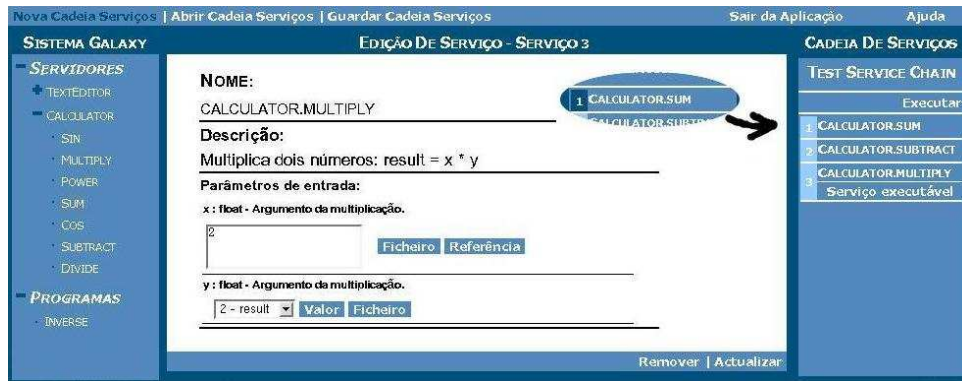 Nova Cadeia Serviços | Abrir Cadeia Serviços | Guardar Cadeia Serviços
Sair da Aplicação
Ajuda
SISTEMA GALAXY
SERVIDORES
TEXTEDITOR
CALCULATOR
SIN
MULTIPLY
POWER
SUM
COS
SUBTRACT
DIVIDE
PROGRAMAS
INVERSE
EDIÇÃO DE SERVIÇO - SERVIÇO 3
NOME:
CALCULATOR.MULTIPLY
Descrição:
Multiplica dois números: result = x * y
Parâmetros de entrada:
x : float - Argumento da multiplicação.
2
Ficheiro Referência
y : float - Argumento da multiplicação.
2 - result Valor Ficheiro
Remover | Actualizar
1 CALCULATOR.SUM
CALCULATOR.SUBTRA
CADEIA DE SERVIÇOS
TEST SERVICE CHAIN
Executar
1 CALCULATOR.SUM
2 CALCULATOR.SUBTRACT
3 CALCULATOR.MULTIPLY
Serviço executável